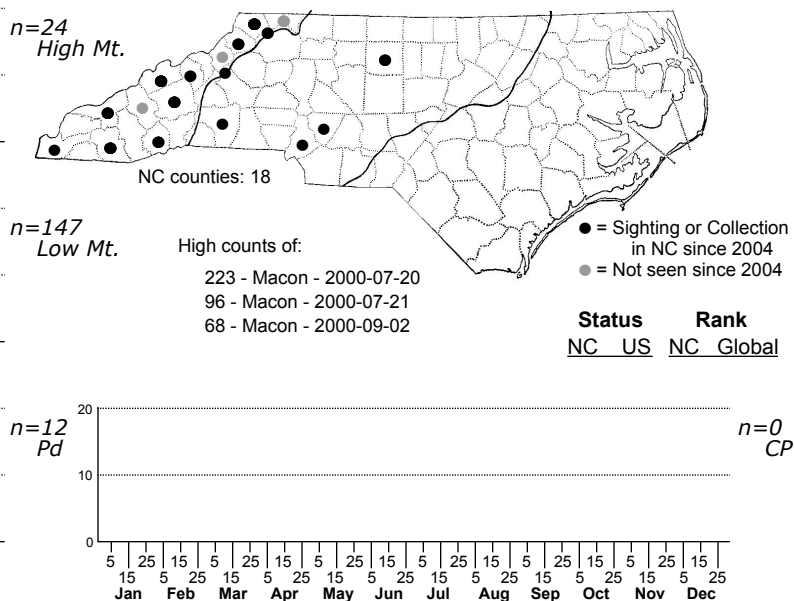 n=24
High Mt.
NC counties: 18
n=147
Low Mt.
High counts of:
223 - Macon - 2000-07-20
96 - Macon - 2000-07-21
68 - Macon - 2000-09-02
● = Sighting or Collection
in NC since 2004
● = Not seen since 2004
Status Rank
NC US NC Global
n=12
Pd
n=0
CP
20
10
0
5 25 5 25 5 25 5 25 5 25 5 25
15 5 25 15 5 25 15 5 25 15 5 25 15 5 25 15 5 25
15 15 15 15 15 15
Jan Feb Mar Apr May Jun Jul Aug Sep Oct Nov Dec